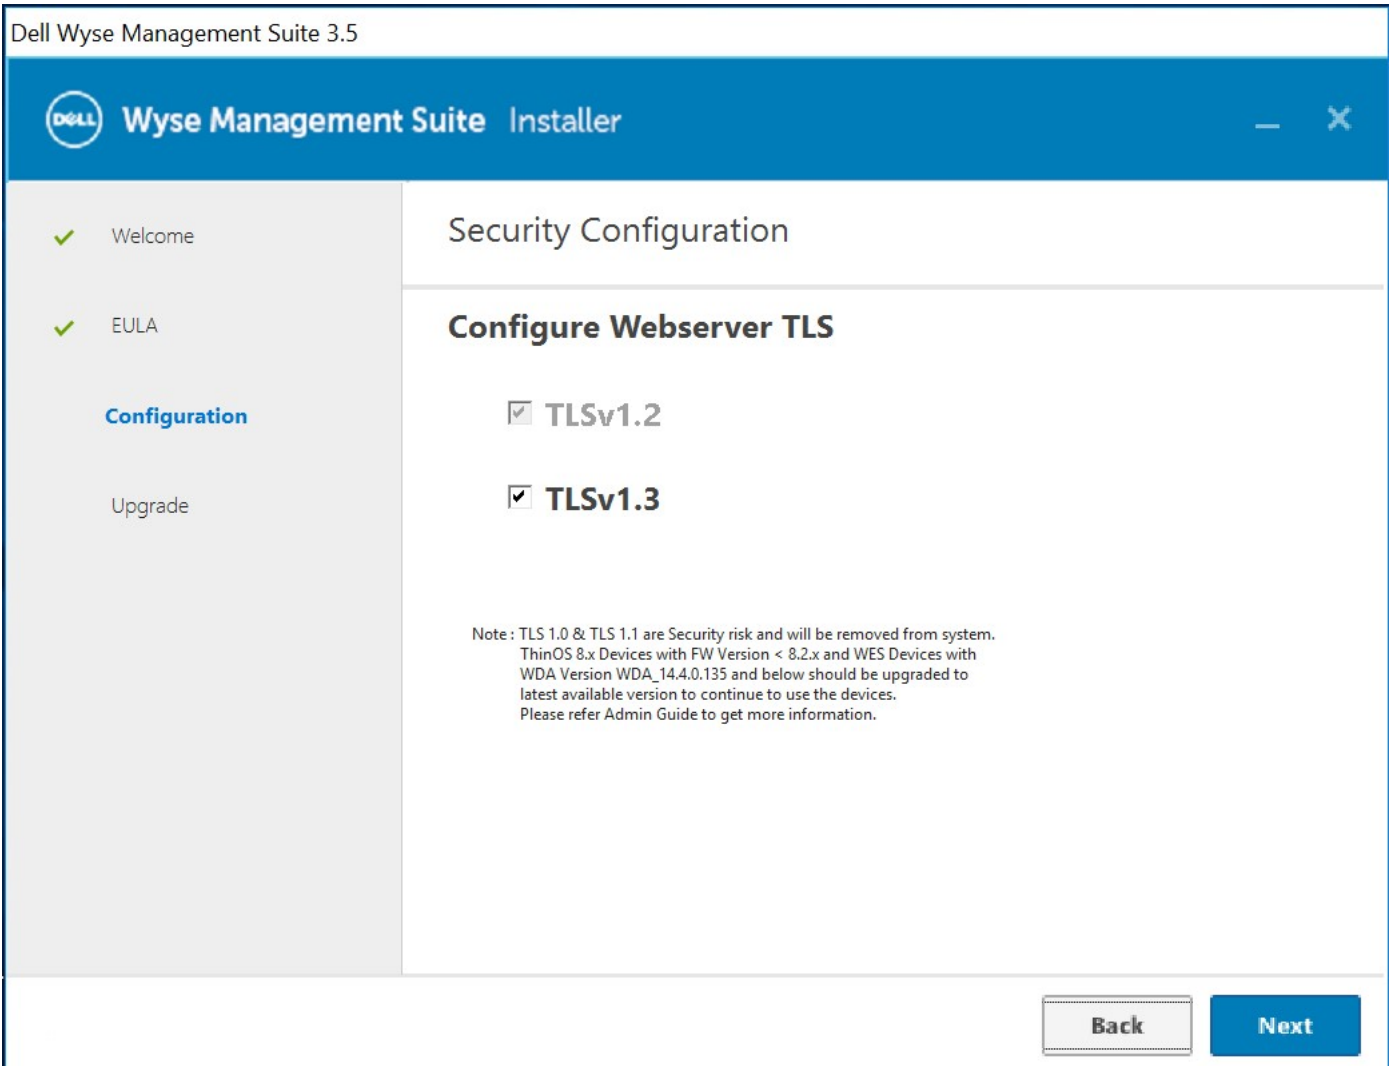 Dell Wyse Management Suite 3.5
DELL Wyse Management Suite Installer
Welcome
EULA
Configuration
Upgrade
Security Configuration
Configure Webserver TLS
TLSv1.2
TLSv1.3
Note : TLS 1.0 & TLS 1.1 are Security risk and will be removed from system.
ThinOS 8.x Devices with FW Version < 8.2.x and WES Devices with
WDA Version WDA_14.4.0.135 and below should be upgraded to
latest available version to continue to use the devices.
Please refer Admin Guide to get more information.
Back Next